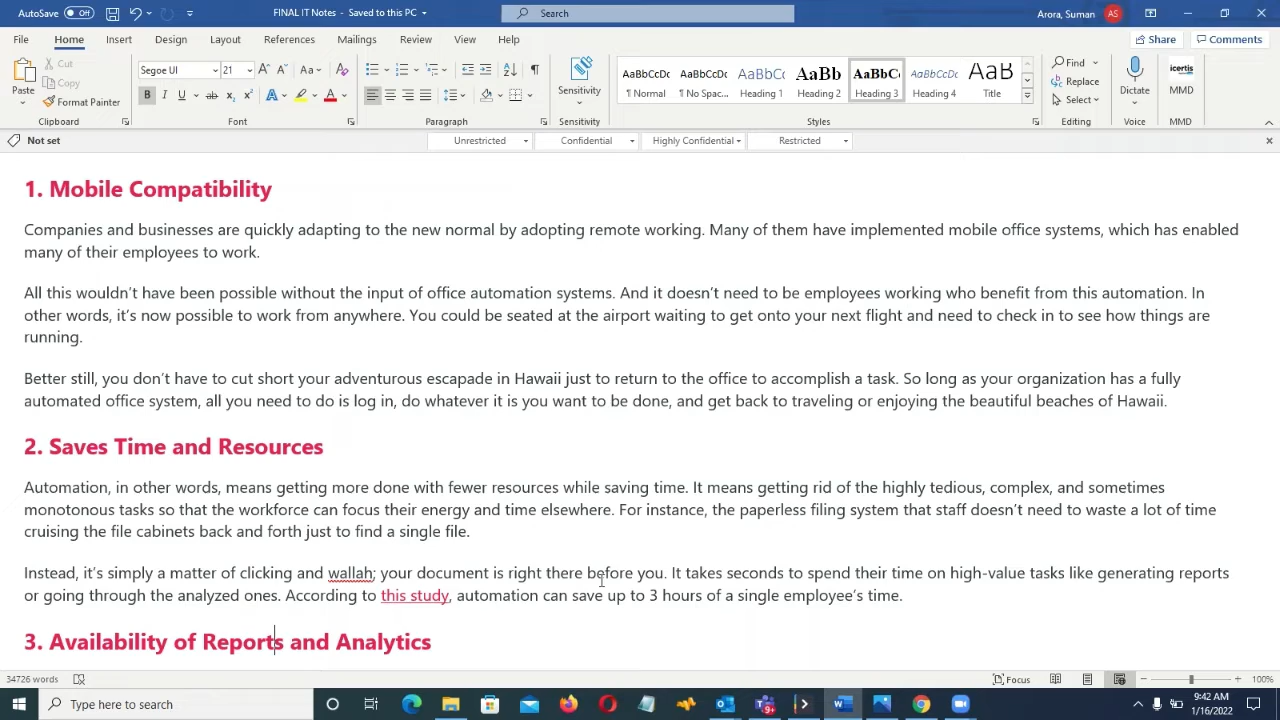 AutoSave Off FINAL IT Notes - Saved to this PC Search Arora, Suman AS
File Home Insert Design Layout References Mailings Review View Help Share Comments
Paste Cut Copy Format Painter Clipboard
Segoe UI 21 Aa B I U ab x A A Font
Paragraph
Sensitivity Sensitivity
AaBbCcDc AaBbCcDc AaBbCc AaBb AaBbCc AaBbCcDc AaB
¶ Normal ¶ No Spac... Heading 1 Heading 2 Heading 3 Heading 4 Title
Styles
Find Replace Select Editing
Dictate Voice
icertis MMD MMD
Not set Unrestricted Confidential Highly Confidential Restricted
1. Mobile Compatibility
Companies and businesses are quickly adapting to the new normal by adopting remote working. Many of them have implemented mobile office systems, which has enabled
many of their employees to work.
All this wouldn't have been possible without the input of office automation systems. And it doesn't need to be employees working who benefit from this automation. In
other words, it's now possible to work from anywhere. You could be seated at the airport waiting to get onto your next flight and need to check in to see how things are
running.
Better still, you don't have to cut short your adventurous escapade in Hawaii just to return to the office to accomplish a task. So long as your organization has a fully
automated office system, all you need to do is log in, do whatever it is you want to be done, and get back to traveling or enjoying the beautiful beaches of Hawaii.
2. Saves Time and Resources
Automation, in other words, means getting more done with fewer resources while saving time. It means getting rid of the highly tedious, complex, and sometimes
monotonous tasks so that the workforce can focus their energy and time elsewhere. For instance, the paperless filing system that staff doesn't need to waste a lot of time
cruising the file cabinets back and forth just to find a single file.
Instead, it's simply a matter of clicking and wallah; your document is right there before you. It takes seconds to spend their time on high-value tasks like generating reports
or going through the analyzed ones. According to this study, automation can save up to 3 hours of a single employee's time.
3. Availability of Reports and Analytics
34726 words Focus 100%
Type here to search 9:42 AM
1/16/2022